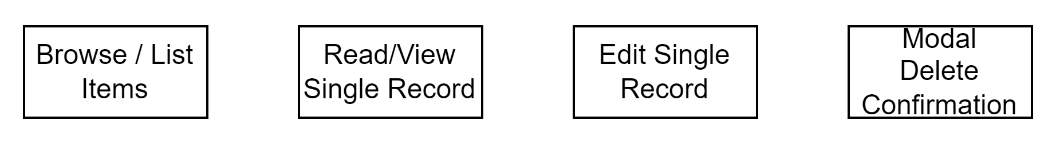 Browse / List
Items
Read/View
Single Record
Edit Single
Record
Modal
Delete
Confirmation